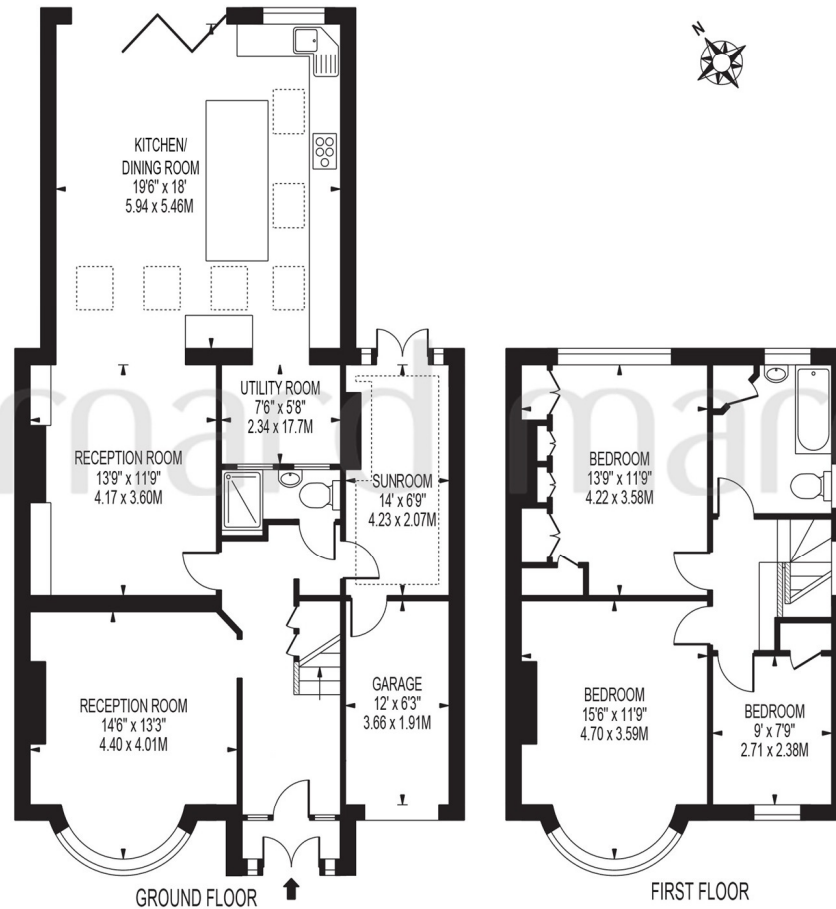 N
KITCHEN/
DINING ROOM
19'6" x 18'
5.94 x 5.46M
UTILITY ROOM
7'6" x 5'8"
2.34 x 17.7M
RECEPTION ROOM
13'9" x 11'9"
4.17 x 3.60M
SUNROOM
14' x 6'9"
4.23 x 2.07M
RECEPTION ROOM
14'6" x 13'3"
4.40 x 4.01M
GARAGE
12' x 6'3"
3.66 x 1.91M
GROUND FLOOR
BEDROOM
13'9" x 11'9"
4.22 x 3.58M
BEDROOM
15'6" x 11'9"
4.70 x 3.59M
BEDROOM
9' x 7'9"
2.71 x 2.38M
FIRST FLOOR
rnard mar